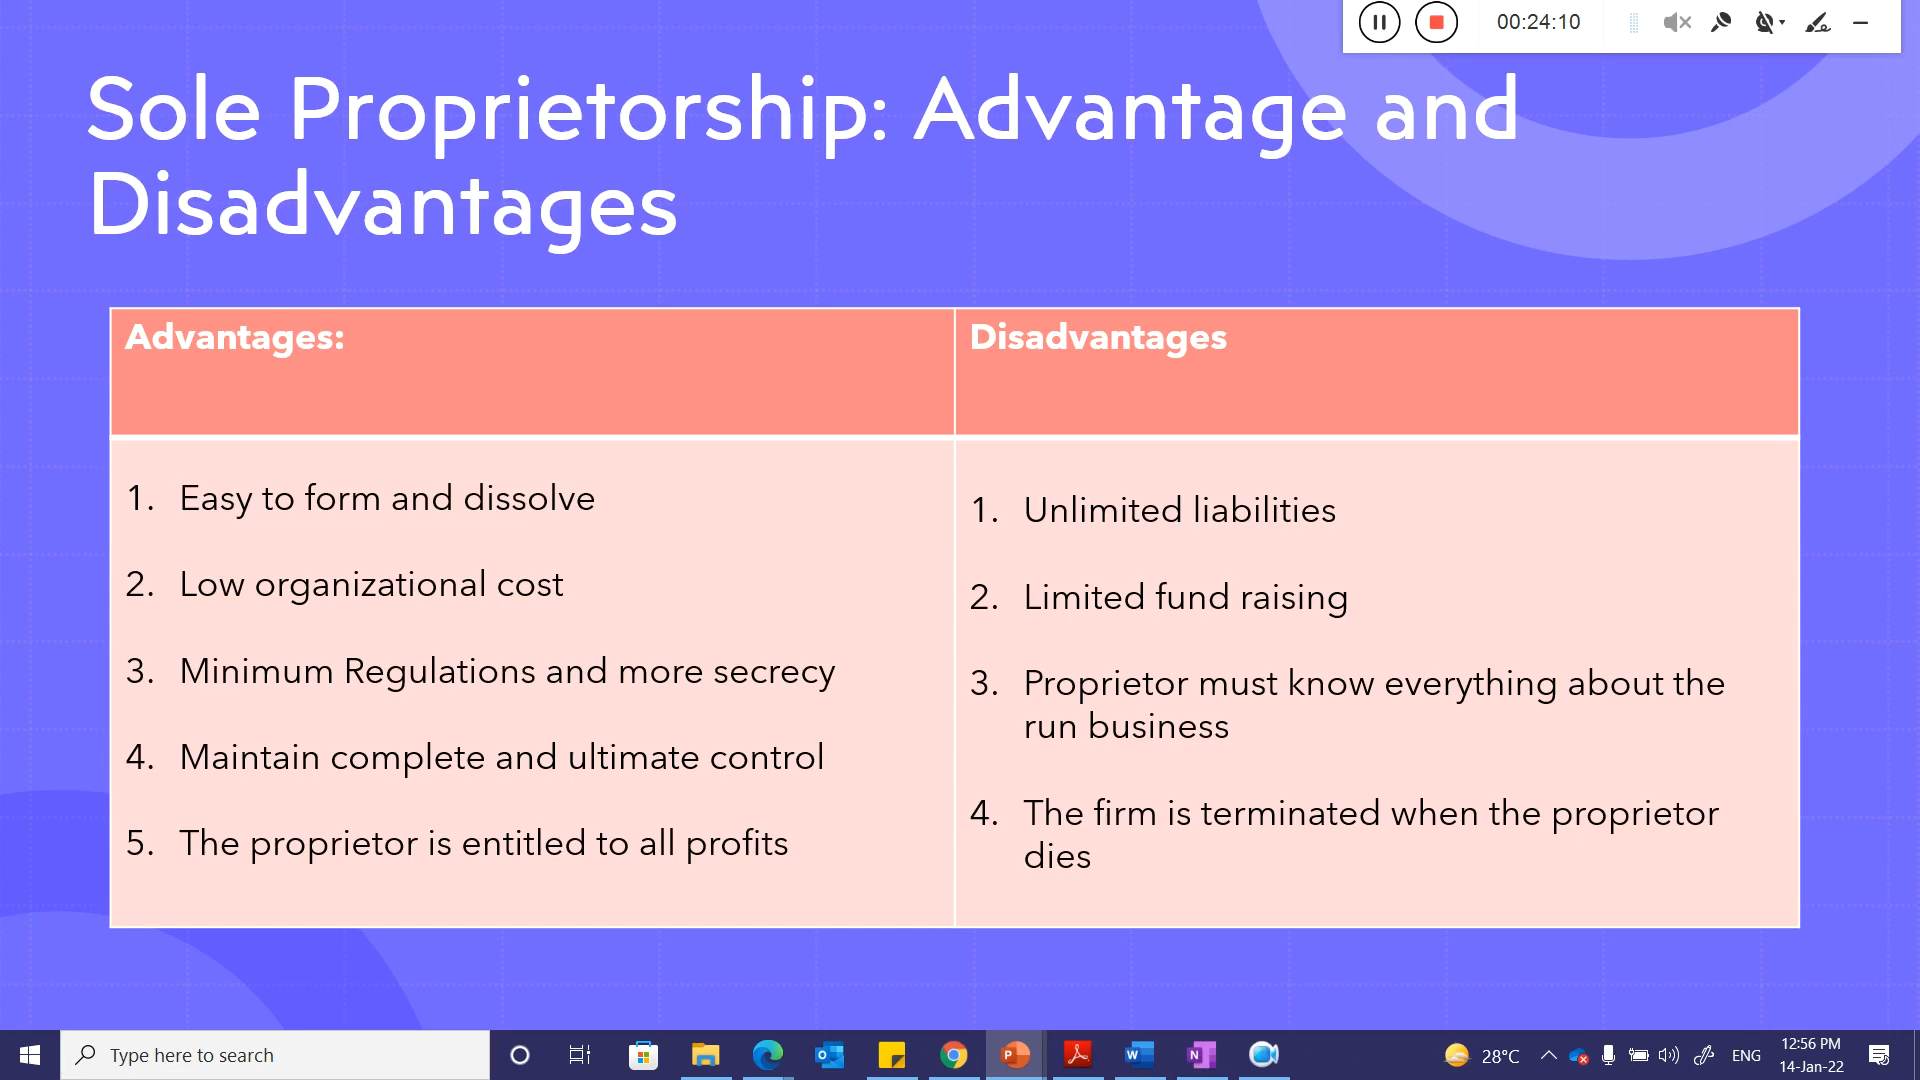 00:24:10
Sole Proprietorship: Advantage and
Disadvantages
Advantages:
1. Easy to form and dissolve
2. Low organizational cost
3. Minimum Regulations and more secrecy
4. Maintain complete and ultimate control
5. The proprietor is entitled to all profits
Disadvantages
1. Unlimited liabilities
2. Limited fund raising
3. Proprietor must know everything about the
run business
4. The firm is terminated when the proprietor
dies
Type here to search
28°C
ENG
12:56 PM
14-Jan-22